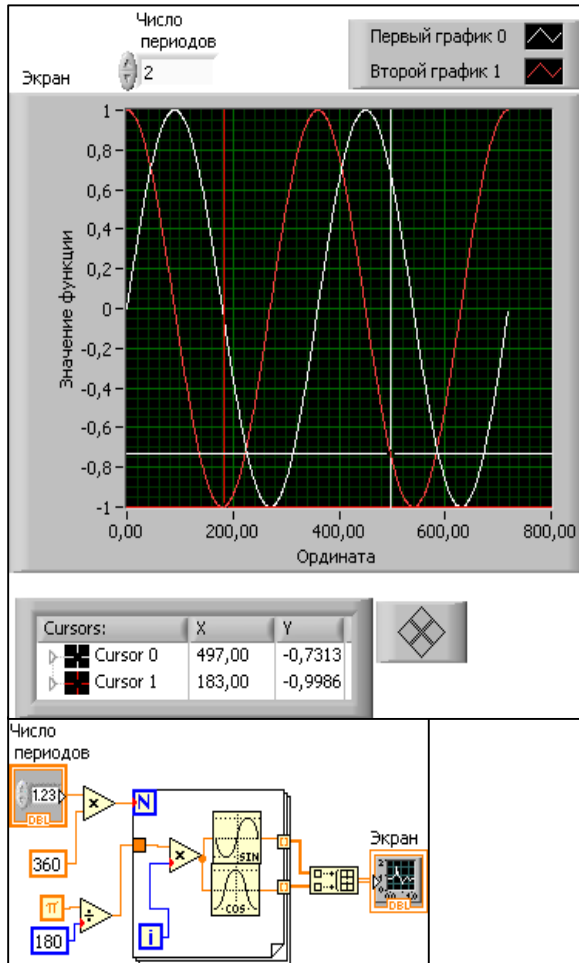 Число
периодов
2
Первый график 0
Второй график 1
Экран
Значение функции
1
0,8
0,6
0,4
0,2
0
-0,2
-0,4
-0,6
-0,8
-1
0,00 200,00 400,00 600,00 800,00
Ордината
Cursors: X Y
Cursor 0 497,00 -0,7313
Cursor 1 183,00 -0,9986
Число
периодов
1.23
DBL
N
360
SIN
COS
π
180
i
Экран
DBL